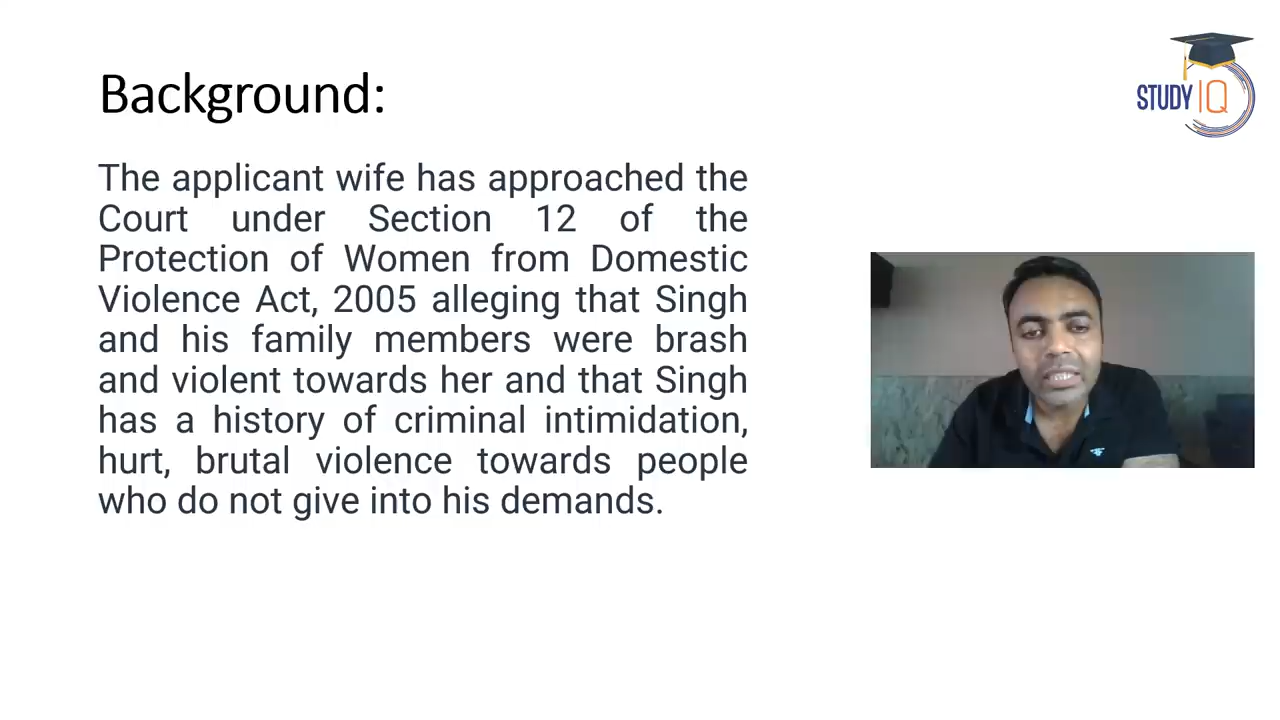 Background:
STUDY IQ
The applicant wife has approached the
Court under Section 12 of the
Protection of Women from Domestic
Violence Act, 2005 alleging that Singh
and his family members were brash
and violent towards her and that Singh
has a history of criminal intimidation,
hurt, brutal violence towards people
who do not give into his demands.